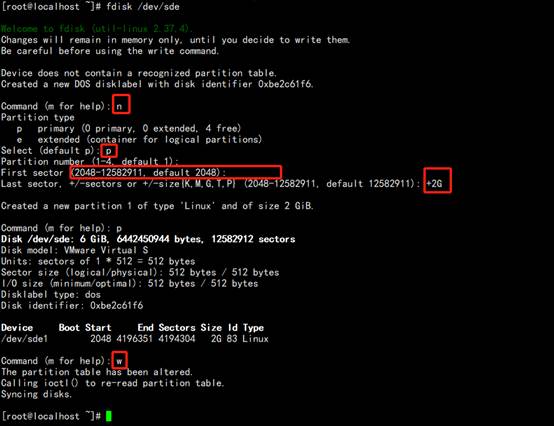 [root@localhost ~]# fdisk /dev/sde
Welcome to fdisk (util-linux 2.37.4).
Changes will remain in memory only, until you decide to write them.
Be careful before using the write command.
Device does not contain a recognized partition table.
Created a new DOS disklabel with disk identifier 0xbe2c61f6.
Command (m for help): n
Partition type
p primary (0 primary, 0 extended, 4 free)
e extended (container for logical partitions)
Select (default p): p
Partition number (1-4, default 1):
First sector (2048-12582911, default 2048):
Last sector, +/-sectors or +/-size{K,M,G,T,P} (2048-12582911, default 12582911): +2G
Created a new partition 1 of type 'Linux' and of size 2 GiB.
Command (m for help): p
Disk /dev/sde: 6 GiB, 6442450944 bytes, 12582912 sectors
Disk model: VMware Virtual S
Units: sectors of 1 * 512 = 512 bytes
Sector size (logical/physical): 512 bytes / 512 bytes
I/O size (minimum/optimal): 512 bytes / 512 bytes
Disklabel type: dos
Disk identifier: 0xbe2c61f6
Device Boot Start End Sectors Size Id Type
/dev/sde1 2048 4196351 4194304 2G 83 Linux
Command (m for help): w
The partition table has been altered.
Calling ioctl() to re-read partition table.
Syncing disks.
[root@localhost ~]#